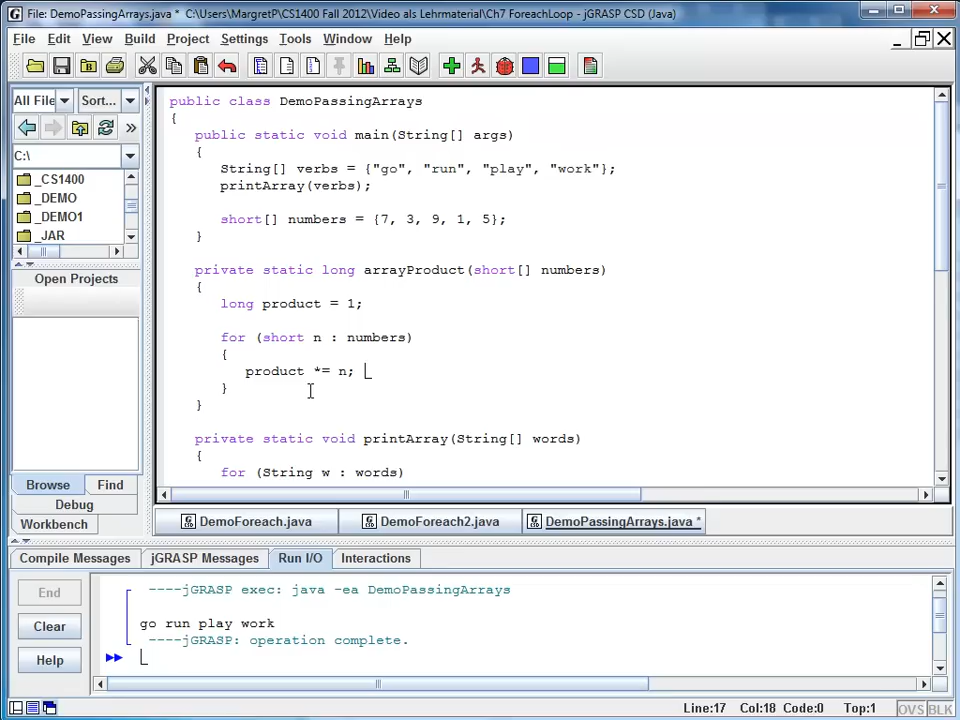 File: DemoPassingArrays.java *  C:\Users\MargretP\CS1400 Fall 2012\Video als Lehrmaterial\Ch7 ForeachLoop - jGRASP CSD (Java)
File Edit View Build Project Settings Tools Window Help
All File Sort...
C:\
_CS1400
_DEMO
_DEMO1
_JAR
Open Projects
Browse Find
Debug
Workbench
public class DemoPassingArrays
{
public static void main(String[] args)
{
String[] verbs = {"go", "run", "play", "work"};
printArray(verbs);
short[] numbers = {7, 3, 9, 1, 5};
}
private static long arrayProduct(short[] numbers)
{
long product = 1;
for (short n : numbers)
{
product *= n;
}
}
private static void printArray(String[] words)
{
for (String w : words)
DemoForeach.java DemoForeach2.java DemoPassingArrays.java *
Compile Messages jGRASP Messages Run I/O Interactions
End
Clear
Help
----jGRASP exec: java -ea DemoPassingArrays
go run play work
----jGRASP: operation complete.
Line:17 Col:18 Code:0 Top:1 OVS BLK